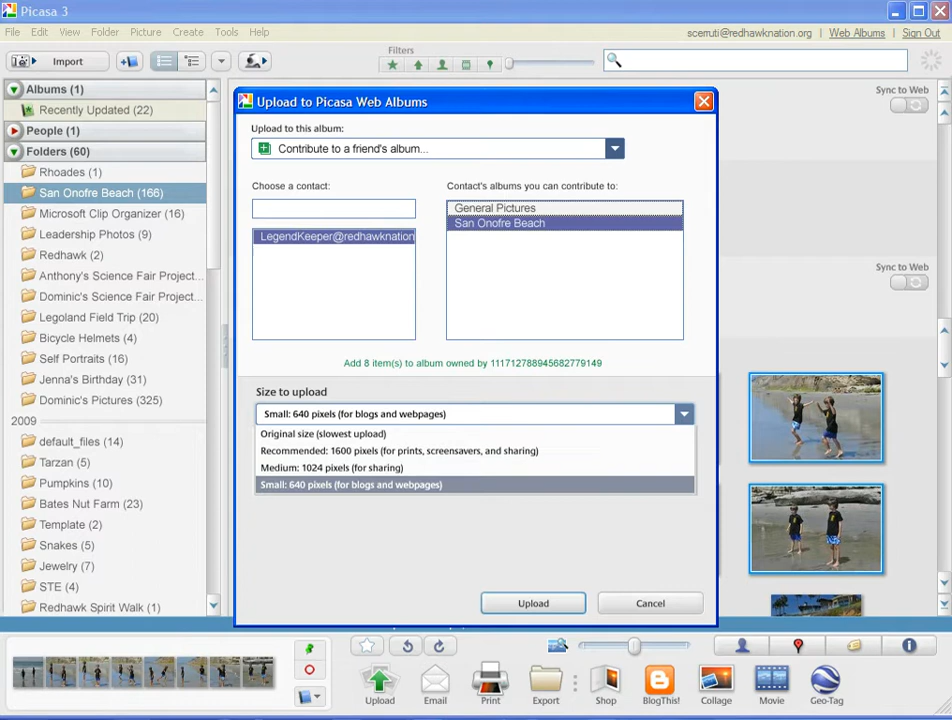 Picasa 3
File Edit View Folder Picture Create Tools Help
scerruti@redhawknation.org Web Albums Sign Out
Import
Filters
Albums (1)
Recently Updated (22)
People (1)
Folders (60)
Rhoades (1)
San Onofre Beach (166)
Microsoft Clip Organizer (16)
Leadership Photos (9)
Redhawk (2)
Anthony's Science Fair Project...
Dominic's Science Fair Project...
Legoland Field Trip (20)
Bicycle Helmets (4)
Self Portraits (16)
Jenna's Birthday (31)
Dominic's Pictures (325)
2009
default_files (14)
Tarzan (5)
Pumpkins (10)
Bates Nut Farm (23)
Template (2)
Snakes (5)
Jewelry (7)
STE (4)
Redhawk Spirit Walk (1)
Upload to Picasa Web Albums
Upload to this album:
Contribute to a friend's album...
Choose a contact:
LegendKeeper@redhawknation
Contact's albums you can contribute to:
General Pictures
San Onofre Beach
Add 8 item(s) to album owned by 111712788945682779149
Size to upload
Small: 640 pixels (for blogs and webpages)
Original size (slowest upload)
Recommended: 1600 pixels (for prints, screensavers, and sharing)
Medium: 1024 pixels (for sharing)
Small: 640 pixels (for blogs and webpages)
Upload Cancel
Sync to Web
Sync to Web
Upload Email Print Export Shop BlogThis! Collage Movie Geo-Tag